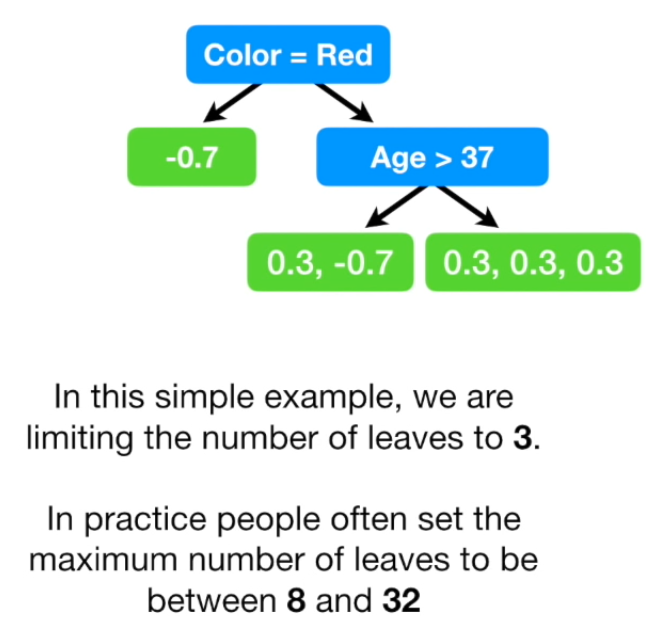 Color = Red
-0.7
Age > 37
0.3, -0.7
0.3, 0.3, 0.3
In this simple example, we are
limiting the number of leaves to 3.
In practice people often set the
maximum number of leaves to be
between 8 and 32